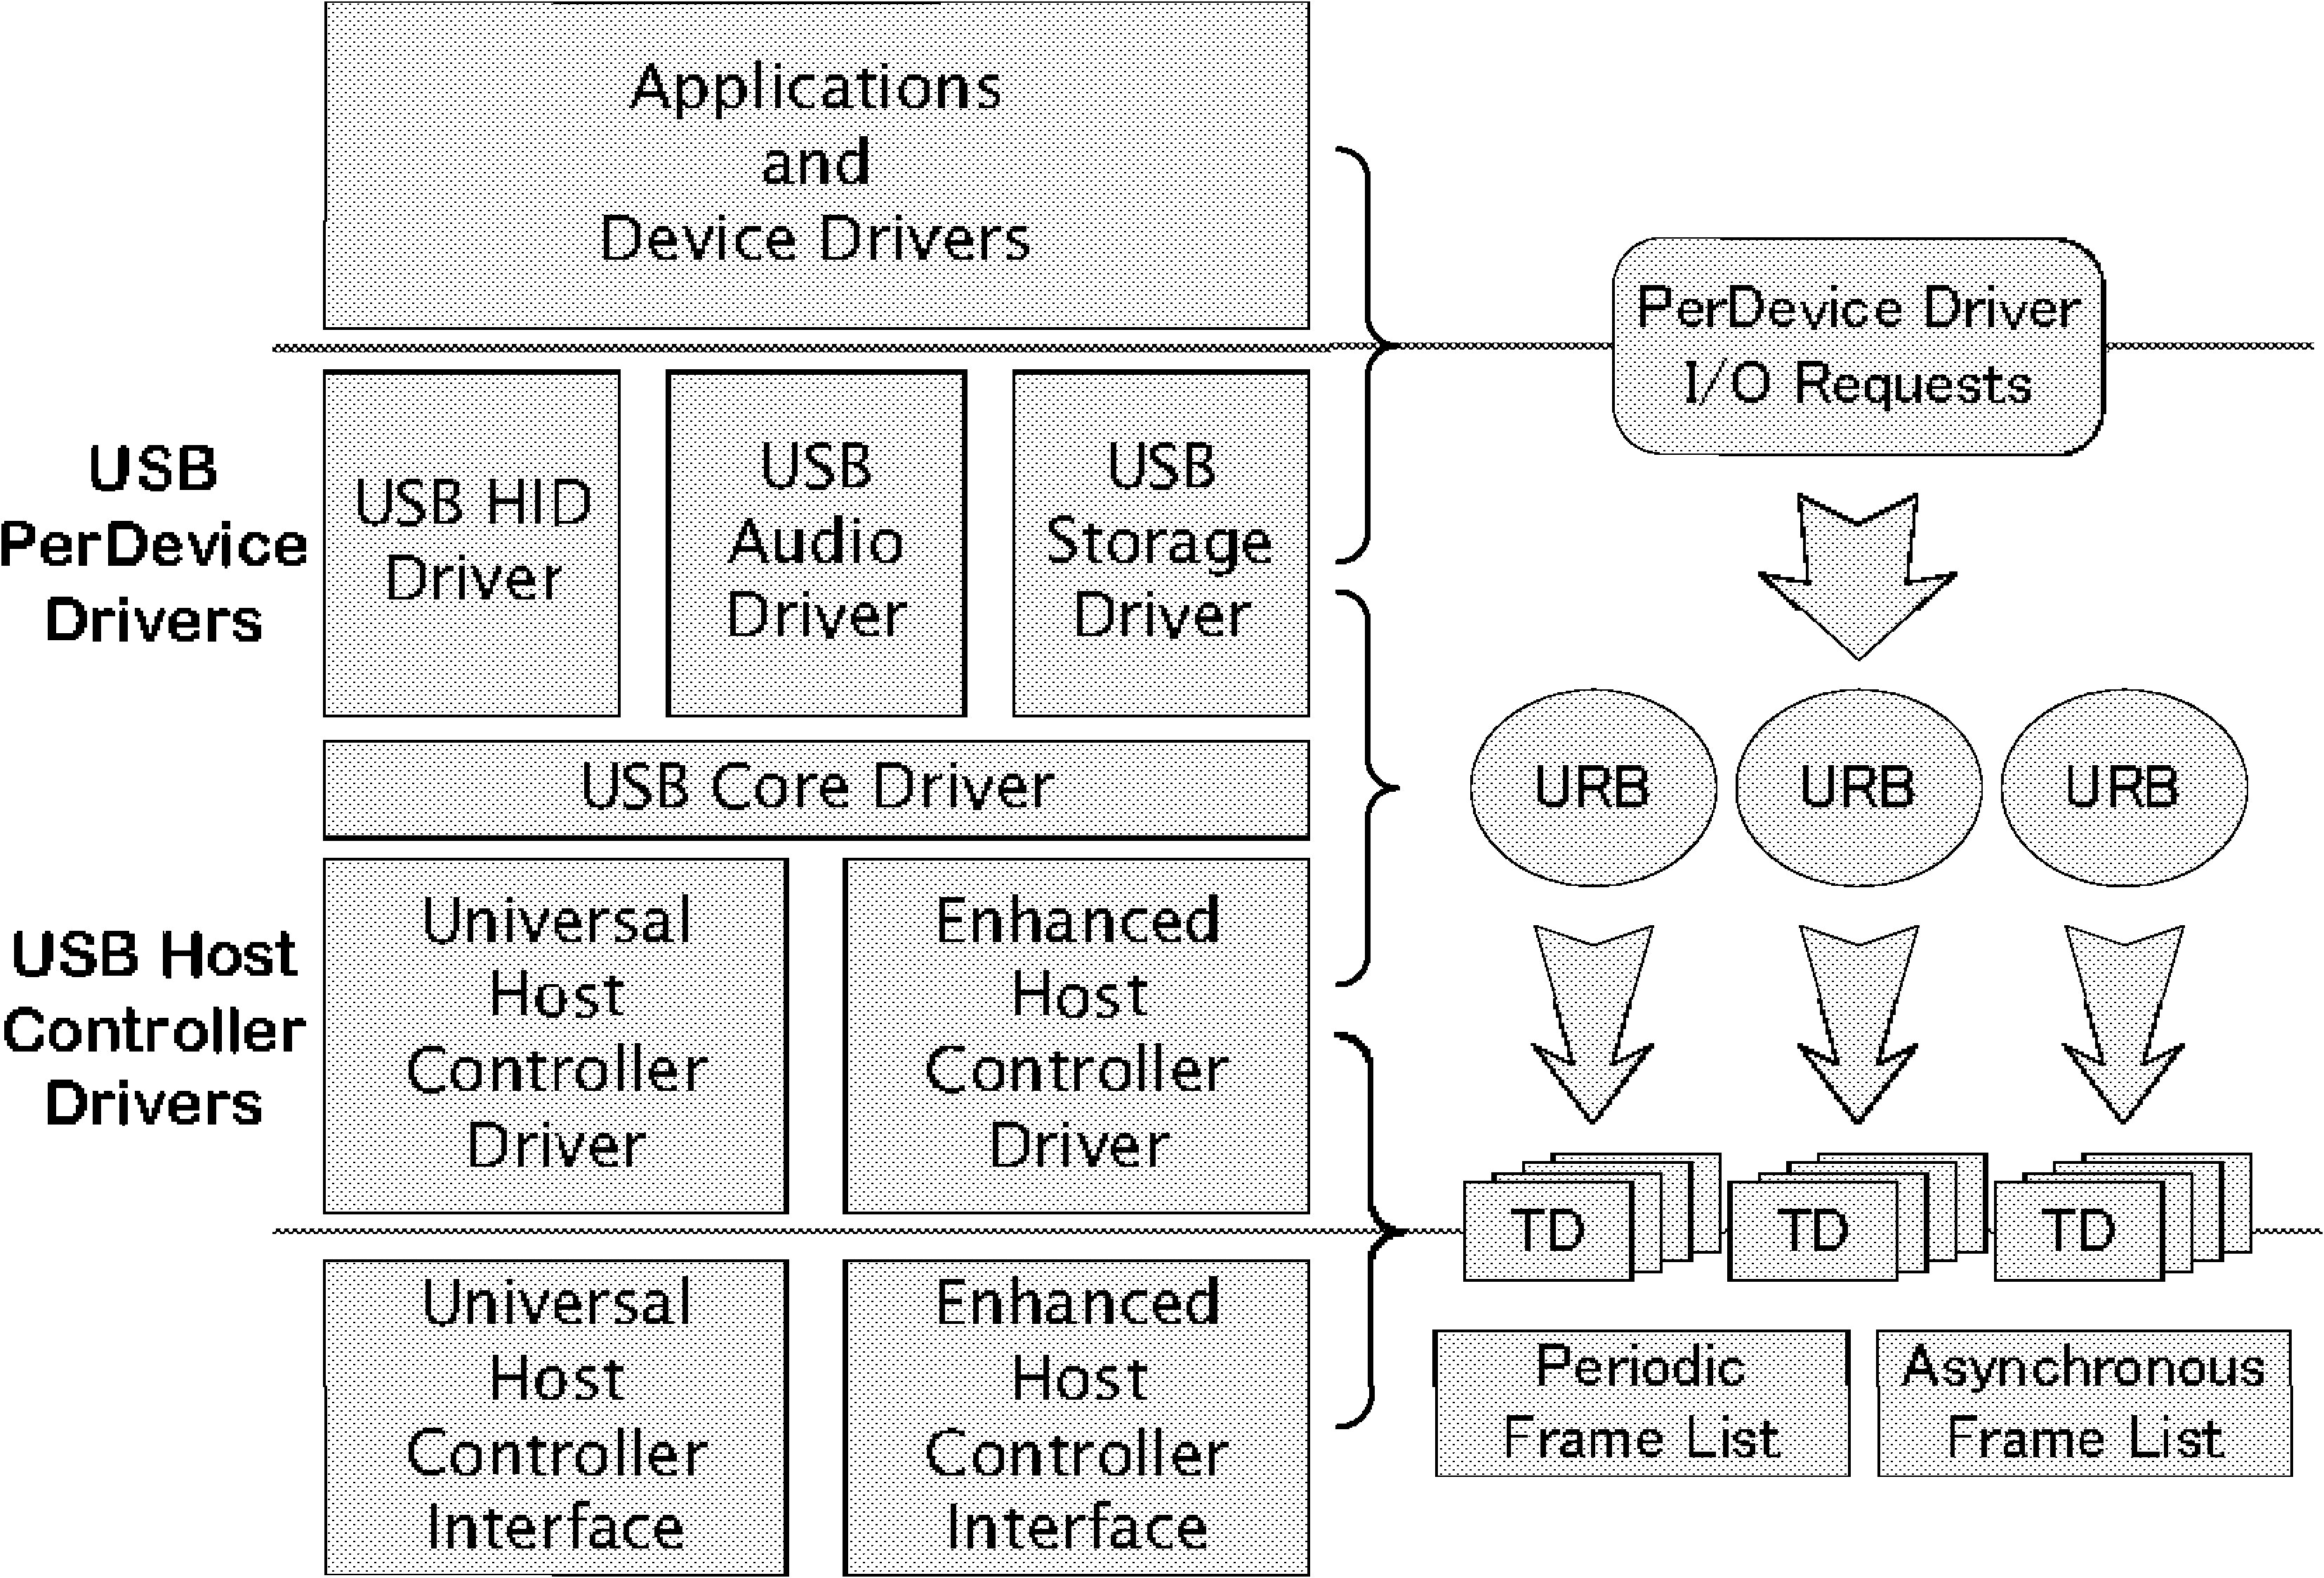 Applications
and
Device Drivers
PerDevice Driver
I/O Requests
USB
PerDevice
Drivers
USB HID
Driver
USB
Audio
Driver
USB
Storage
Driver
USB Core Driver
URB
URB
URB
USB Host
Controller
Drivers
Universal
Host
Controller
Driver
Enhanced
Host
Controller
Driver
TD
TD
TD
Universal
Host
Controller
Interface
Enhanced
Host
Controller
Interface
Periodic
Frame List
Asynchronous
Frame List